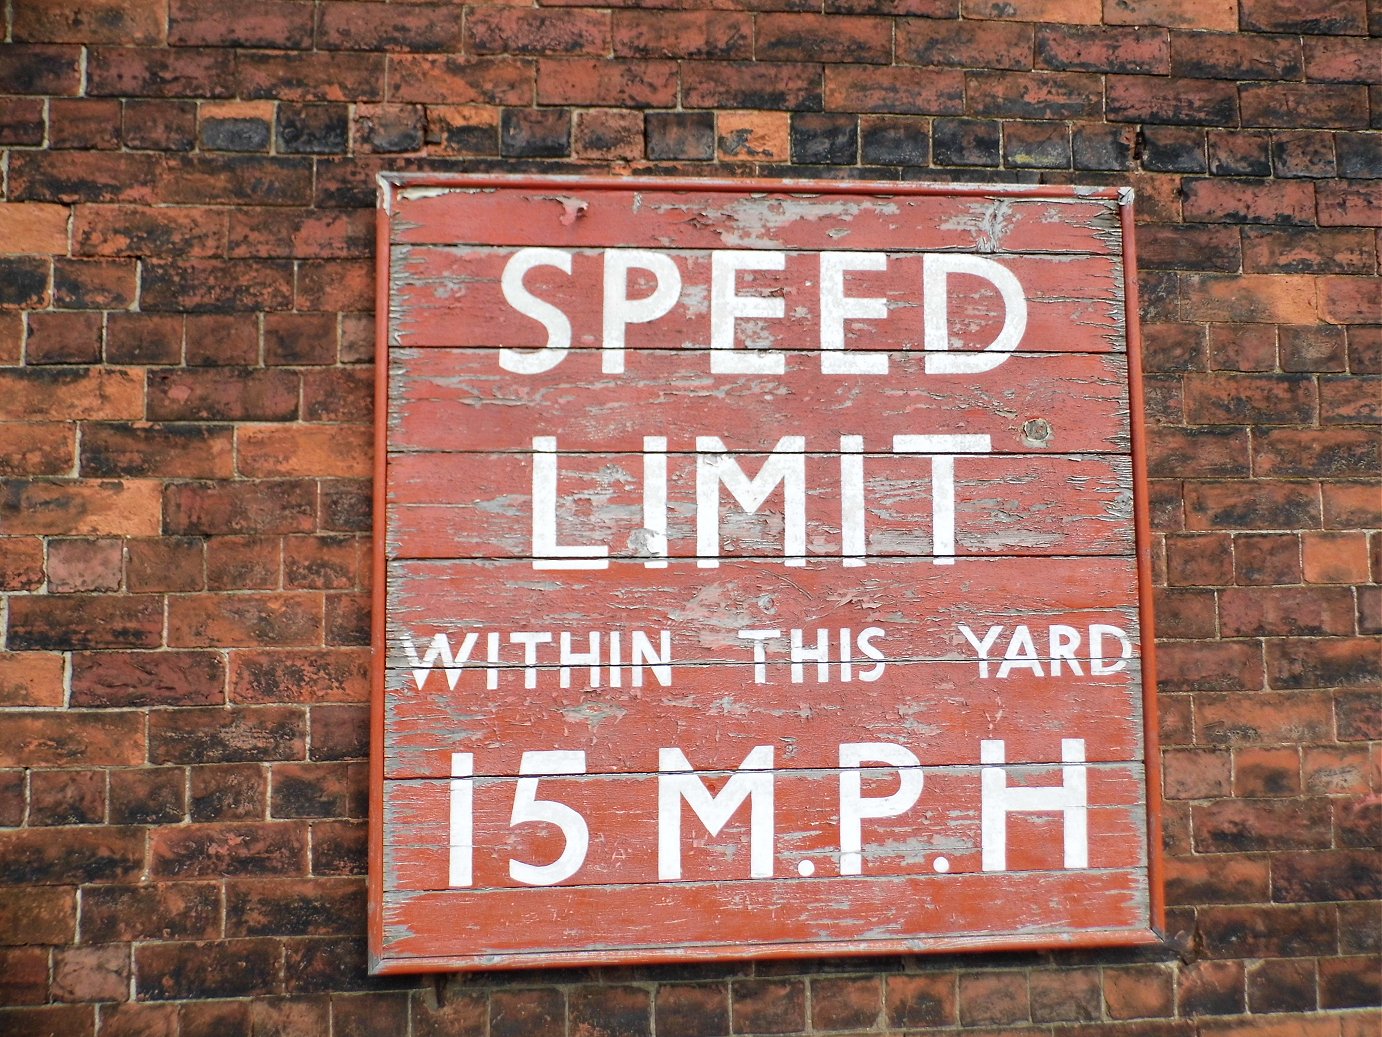 SPEED
LIMIT
WITHIN THIS YARD
15 M.P.H